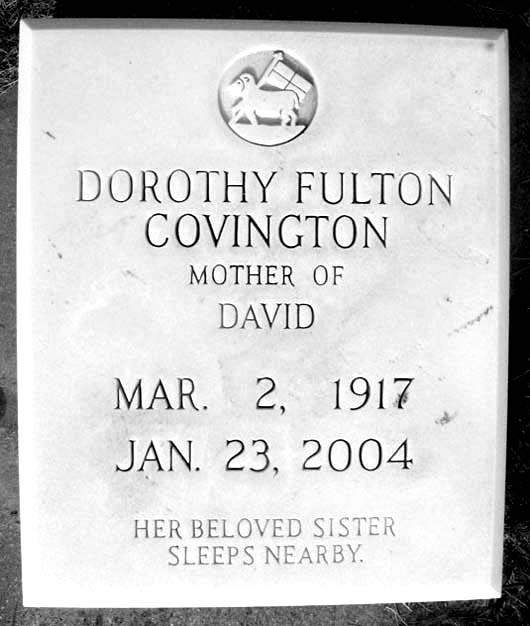 DOROTHY FULTON
COVINGTON
MOTHER OF
DAVID
MAR. 2, 1917
JAN. 23, 2004
HER BELOVED SISTER
SLEEPS NEARBY.